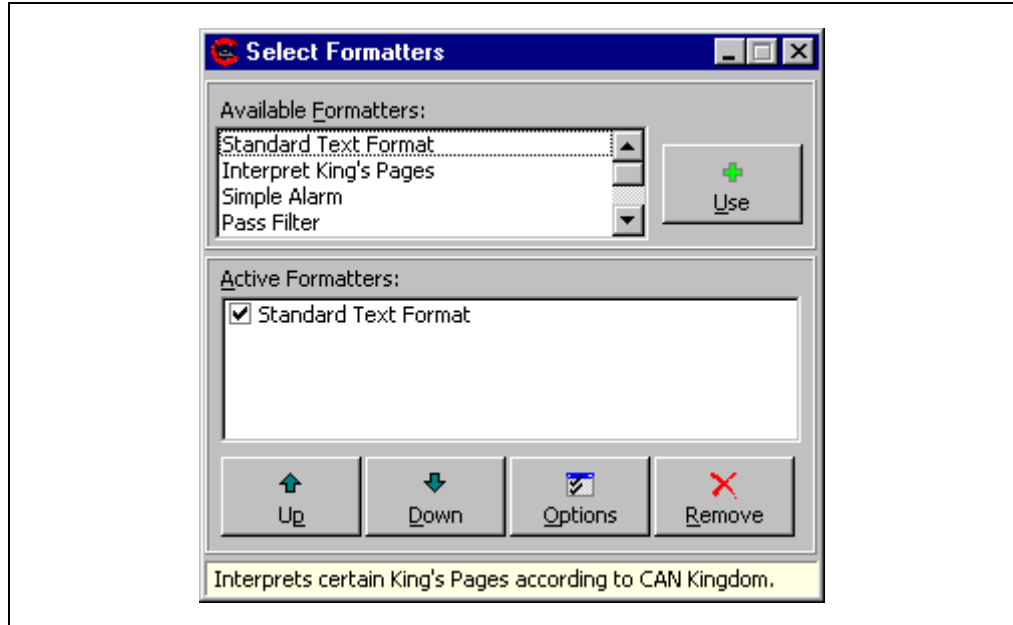 Select Formatters
Available Formatters:
Standard Text Format
Interpret King's Pages
Simple Alarm
Pass Filter
Use
Active Formatters:
Standard Text Format
Up
Down
Options
Remove
Interprets certain King's Pages according to CAN Kingdom.